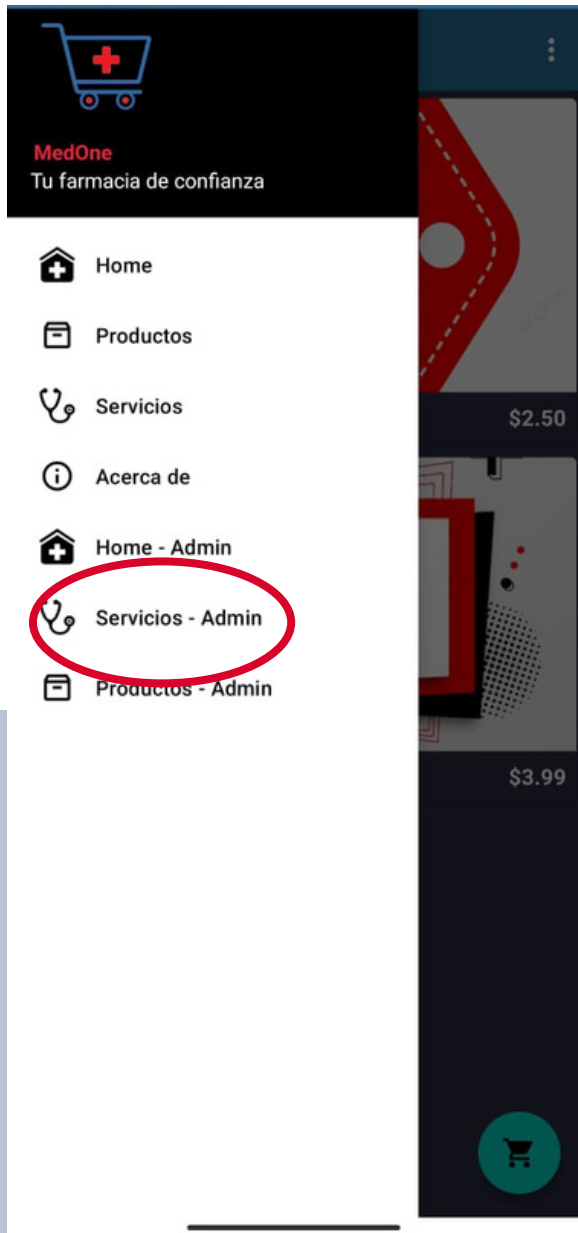 MedOne
Tu farmacia de confianza
Home
Productos
Servicios
$2.50
Acerca de
Home - Admin
Servicios - Admin
Productos - Admin
$3.99